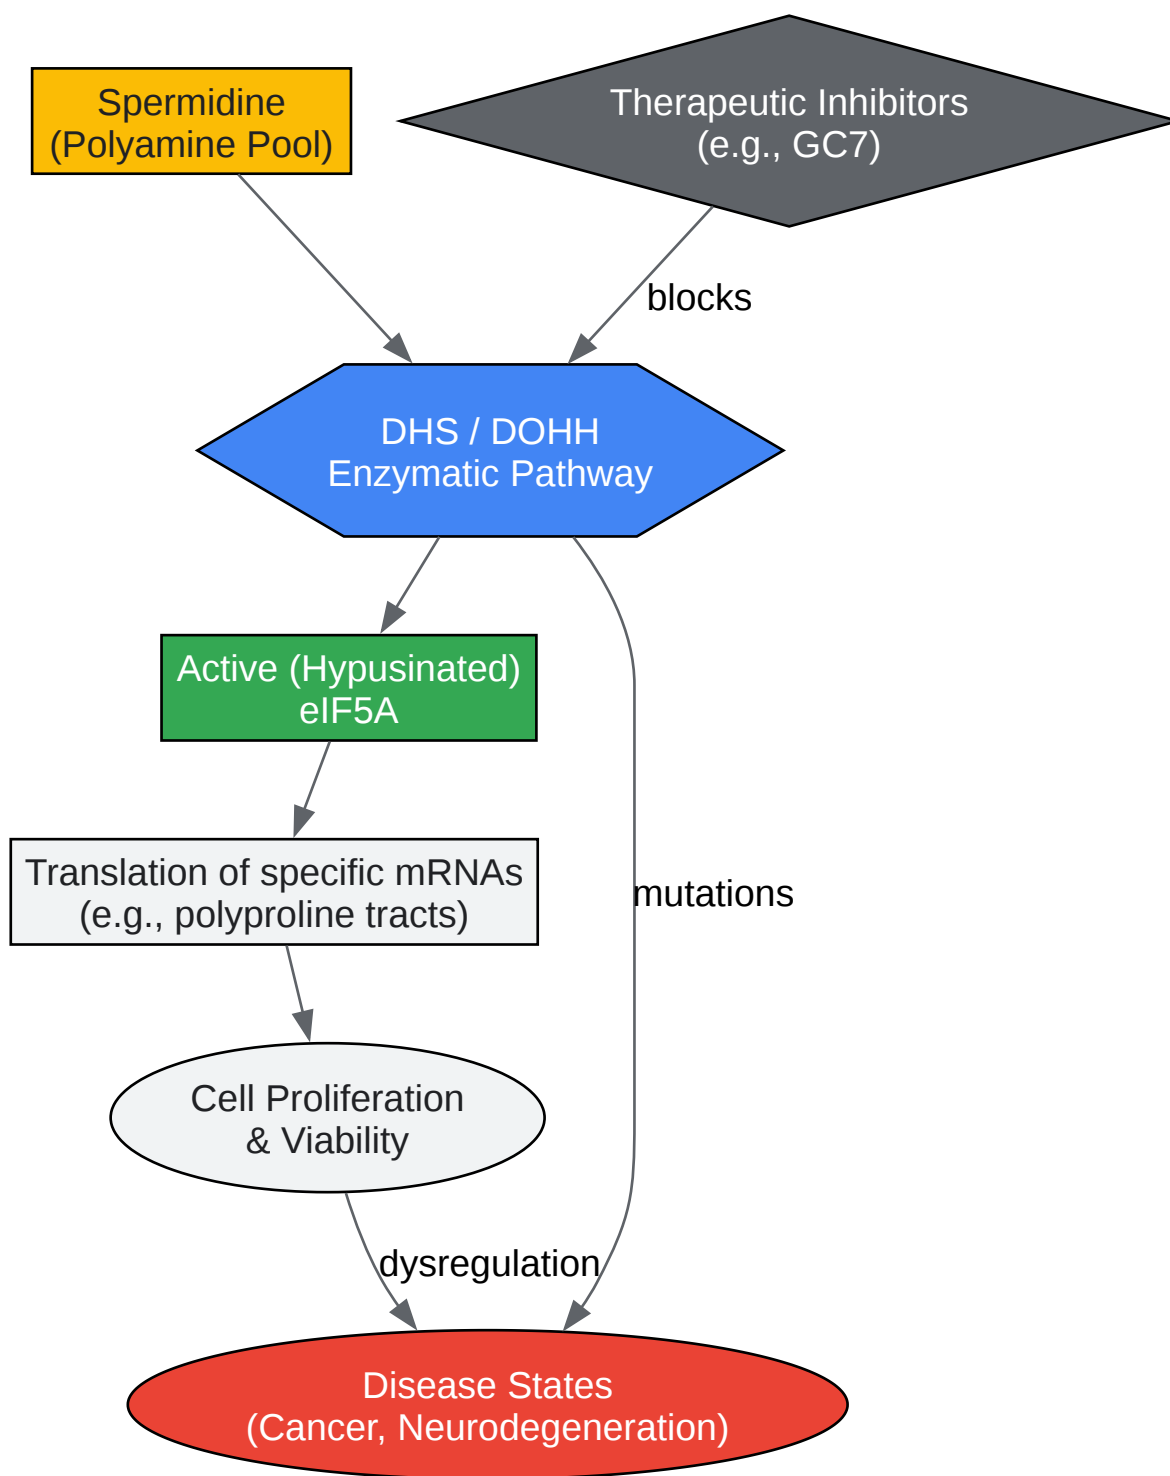 Spermidine
(Polyamine Pool)
Therapeutic Inhibitors
(e.g., GC7)
blocks
DHS / DOHH
Enzymatic Pathway
Active (Hypusinated)
eIF5A
Translation of specific mRNAs
(e.g., polyproline tracts)
mutations
Cell Proliferation
& Viability
dysregulation
Disease States
(Cancer, Neurodegeneration)